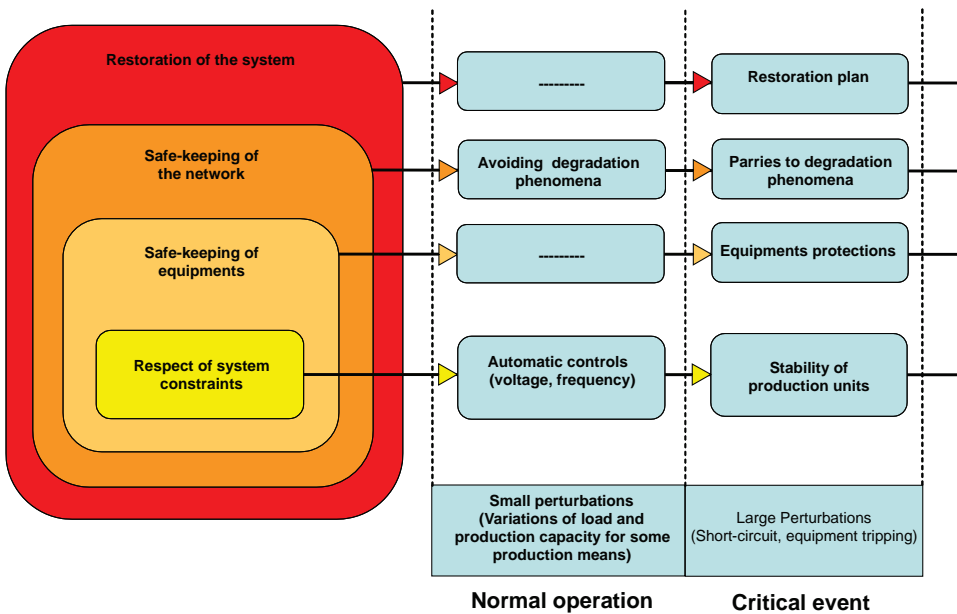 Restoration of the system
---------
Restoration plan
Safe-keeping of
the network
Avoiding degradation
phenomena
Parries to degradation
phenomena
Safe-keeping of
equipments
---------
Equipments protections
Respect of system
constraints
Automatic controls
(voltage, frequency)
Stability of
production units
Small perturbations
(Variations of load and
production capacity for some
production means)
Large Perturbations
(Short-circuit, equipment tripping)
Normal operation
Critical event